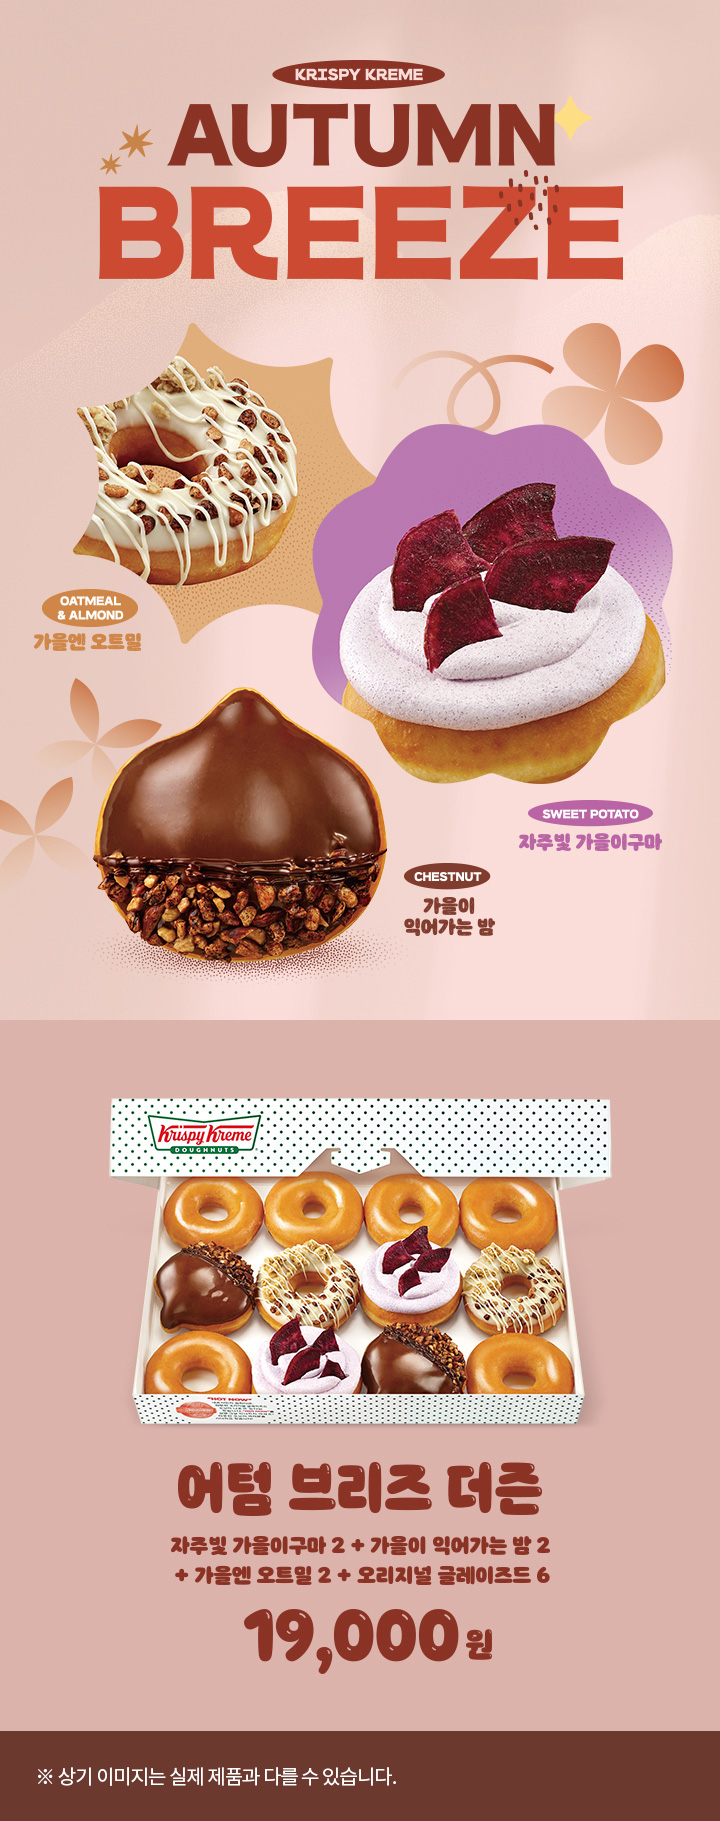 KRISPY KREME
AUTUMN
BREEZE
OATMEAL
& ALMOND
가을엔 오트밀
SWEET POTATO
자주빛 가을이구마
CHESTNUT
가을이
익어가는 밤
Krispy Kreme
DOUGHNUTS
"HOT NOW"
어텀 브리즈 더즌
자주빛 가을이구마 2 + 가을이 익어가는 밤 2
+ 가을엔 오트밀 2 + 오리지널 글레이즈드 6
19,000원
※ 상기 이미지는 실제 제품과 다를 수 있습니다.